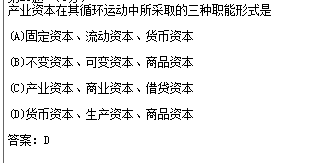 产业资本在其循环运动中所采取的三种职能形式是
(A)固定资本、流动资本、货币资本
(B)不变资本、可变资本、商品资本
(C)产业资本、商业资本、借贷资本
(D)货币资本、生产资本、商品资本
答案：D